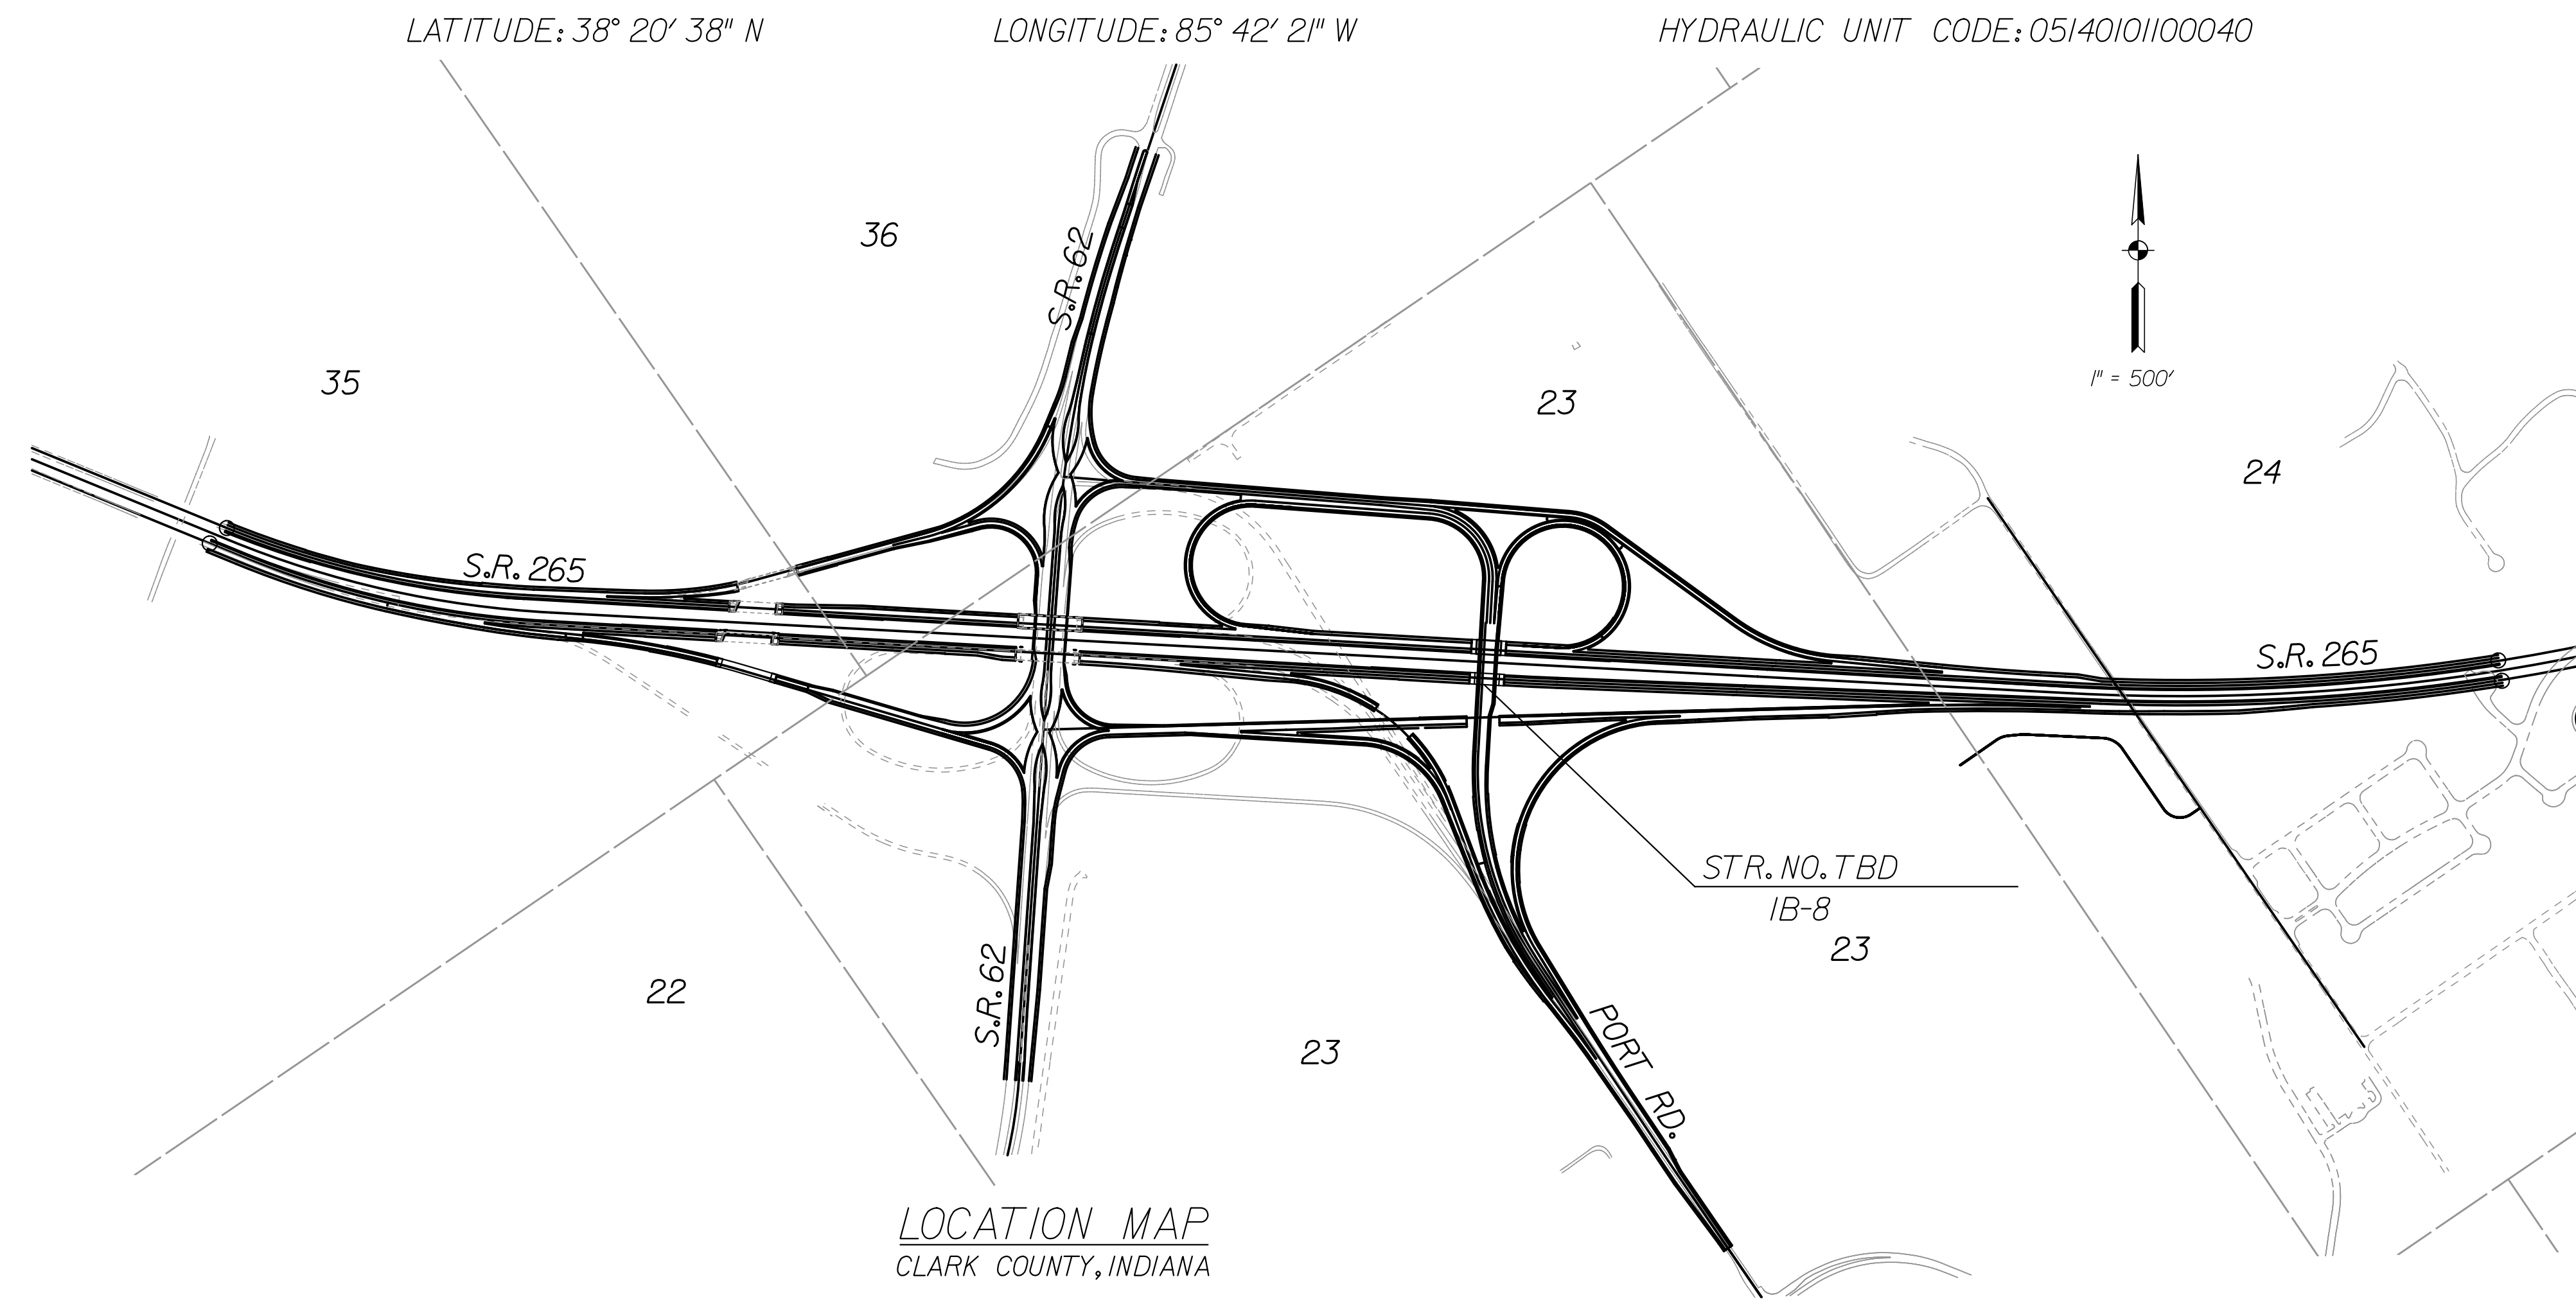 LATITUDE: 38° 20' 38" N
LONGITUDE: 85° 42' 21" W
HYDRAULIC UNIT CODE: 05140101100040
36
S.R. 62
35
23
1" = 500'
24
S.R. 265
S.R. 265
STR. NO. TBD
IB-8
23
22
S.R. 62
23
PORT RD.
LOCATION MAP
CLARK COUNTY, INDIANA